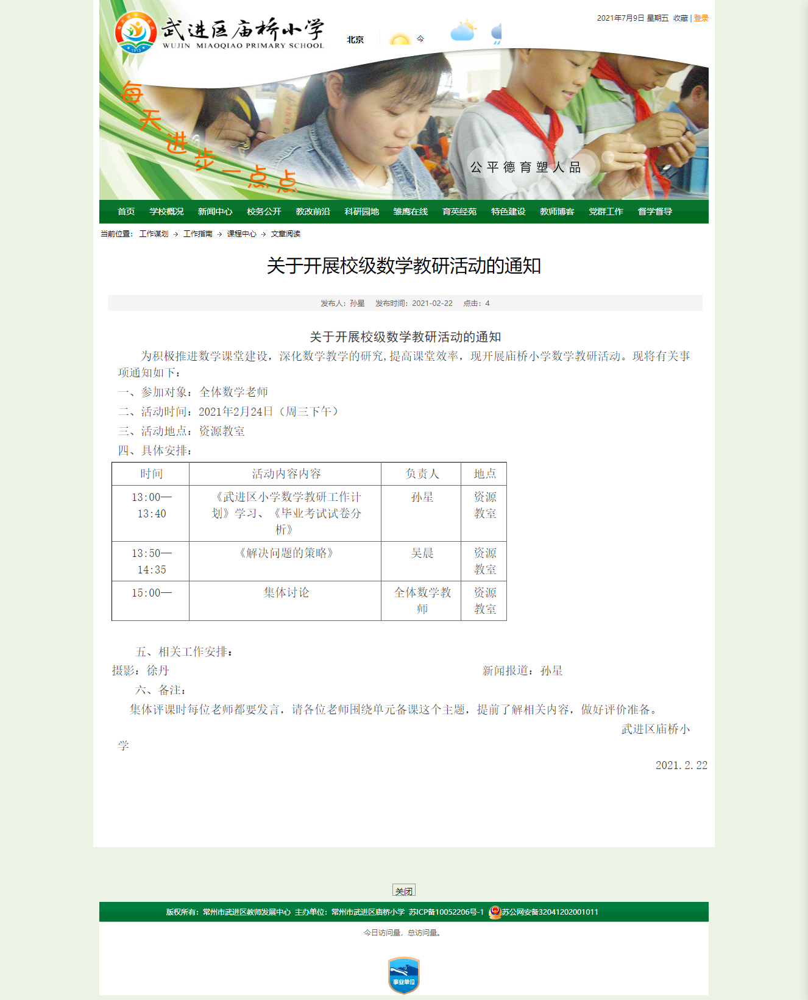 2021年7月9日 星期五 收藏 | 登录
武进区庙桥小学
WUJIN MIAOQIAO PRIMARY SCHOOL
北京
今
每天进步一点点
公平德育塑人品
首页 学校概况 新闻中心 校务公开 教改前沿 科研园地 雏鹰在线 育英经苑 特色建设 教师博客 党群工作 督学督导
当前位置： 工作谋划 → 工作指南 → 课程中心 → 文章阅读
关于开展校级数学教研活动的通知
发布人：孙星 发布时间：2021-02-22 点击：4
关于开展校级数学教研活动的通知
为积极推进数学课堂建设，深化数学教学的研究,提高课堂效率，现开展庙桥小学数学教研活动。现将有关事
项通知如下：
一、参加对象：全体数学老师
二、活动时间：2021年2月24日（周三下午）
三、活动地点：资源教室
四、具体安排：
时间 活动内容内容 负责人 地点
13:00— 《武进区小学数学教研工作计 孙星 资源
13:40 划》学习、《毕业考试试卷分 教室
析》
13:50— 《解决问题的策略》 吴晨 资源
14:35 教室
15:00— 集体讨论 全体数学教 资源
师 教室
五、相关工作安排：
摄影：徐丹 新闻报道：孙星
六、备注：
集体评课时每位老师都要发言，请各位老师围绕单元备课这个主题，提前了解相关内容，做好评价准备。
武进区庙桥小
学
2021.2.22
关闭
版权所有：常州市武进区教师发展中心 主办单位：常州市武进区庙桥小学 苏ICP备10052206号-1 苏公网安备32041202001011
今日访问量，总访问量。
事业单位